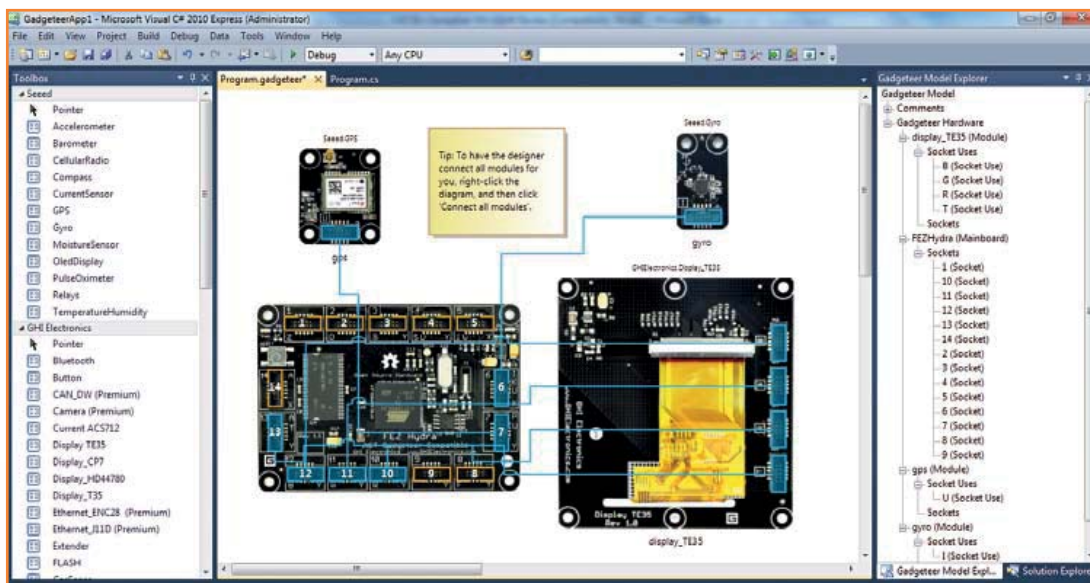 GadgeteerApp1 - Microsoft Visual C# 2010 Express (Administrator)
File Edit View Project Build Debug Data Tools Window Help
Debug Any CPU
Toolbox
Seeed
Pointer
Accelerometer
Barometer
CellularRadio
Compass
CurrentSensor
GPS
Gyro
MoistureSensor
OledDisplay
PulseOximeter
Relays
TemperatureHumidity
GHI Electronics
Pointer
Bluetooth
Button
CAN_DW (Premium)
Camera (Premium)
Current ACS712
Display TE35
Display_CP7
Display_HD44780
Display_T35
Ethernet_ENC28 (Premium)
Ethernet_J11D (Premium)
Extender
FLASH
Program.gadgeteer* Program.cs
Seeed.GPS
gps
Tip: To have the designer
connect all modules for
you, right-click the
diagram, and then click
'Connect all modules'.
Seeed.Gyro
gyro
GHIElectronics.Display_TE35
1 2 3 4 5
14
6
13
7
FEZ Hydra
12 11 10 9 8
GHI Electronics
Display TE35
Rev 1.0
G
display_TE35
Gadgeteer Model Explorer
Gadgeteer Model
Comments
Gadgeteer Hardware
display_TE35 (Module)
Socket Uses
B (Socket Use)
G (Socket Use)
R (Socket Use)
T (Socket Use)
Sockets
FEZHydra (Mainboard)
Sockets
1 (Socket)
10 (Socket)
11 (Socket)
12 (Socket)
13 (Socket)
14 (Socket)
2 (Socket)
3 (Socket)
4 (Socket)
5 (Socket)
6 (Socket)
7 (Socket)
8 (Socket)
9 (Socket)
gps (Module)
Socket Uses
U (Socket Use)
Sockets
gyro (Module)
Socket Uses
I (Socket Use)
Gadgeteer Model Expl... Solution Explorer